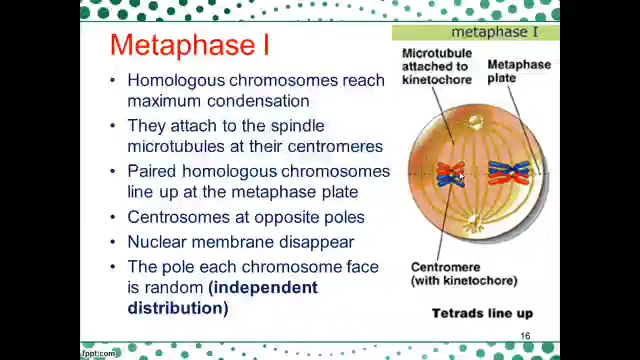 metaphase I
Metaphase I
• Homologous chromosomes reach
maximum condensation
• They attach to the spindle
microtubules at their centromeres
• Paired homologous chromosomes
line up at the metaphase plate
• Centrosomes at opposite poles
• Nuclear membrane disappear
• The pole each chromosome face
is random (independent
distribution)
Microtubule
attached to
kinetochore
Metaphase
plate
Centromere
(with kinetochore)
Tetrads line up
16
fppt.com